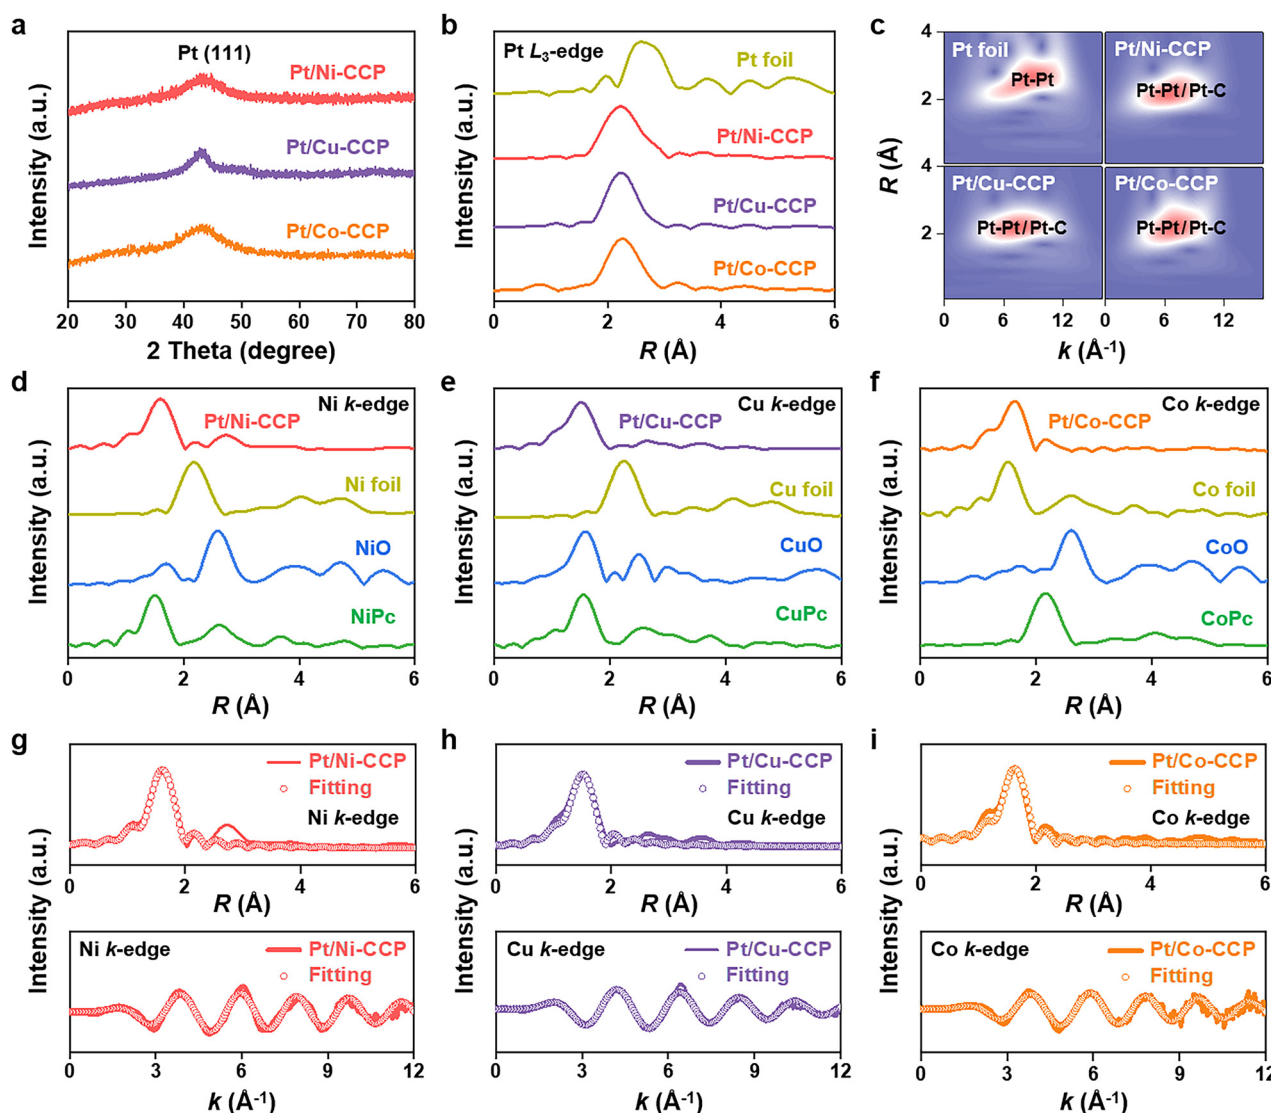 a
Pt (111)
Pt/Ni-CCP
Pt/Cu-CCP
Pt/Co-CCP
Intensity (a.u.)
20 30 40 50 60 70 80
2 Theta (degree)
b
Pt L3-edge
Pt foil
Pt/Ni-CCP
Pt/Cu-CCP
Pt/Co-CCP
Intensity (a.u.)
0 2 4 6
R (Å)
c
4
Pt foil
Pt/Ni-CCP
Pt-Pt
Pt-Pt/Pt-C
2
R (Å)
4
Pt/Cu-CCP
Pt/Co-CCP
Pt-Pt/Pt-C
Pt-Pt/Pt-C
2
0 6 12 0 6 12
k (Å-1)
d
Ni k-edge
Pt/Ni-CCP
Ni foil
NiO
NiPc
Intensity (a.u.)
0 2 4 6
R (Å)
e
Cu k-edge
Pt/Cu-CCP
Cu foil
CuO
CuPc
Intensity (a.u.)
0 2 4 6
R (Å)
f
Co k-edge
Pt/Co-CCP
Co foil
CoO
CoPc
Intensity (a.u.)
0 2 4 6
R (Å)
g
Pt/Ni-CCP
Fitting
Ni k-edge
0 2 4 6
R (Å)
Intensity (a.u.)
Ni k-edge
Pt/Ni-CCP
Fitting
0 3 6 9 12
k (Å-1)
h
Pt/Cu-CCP
Fitting
Cu k-edge
0 2 4 6
R (Å)
Intensity (a.u.)
Cu k-edge
Pt/Cu-CCP
Fitting
0 3 6 9 12
k (Å-1)
i
Pt/Co-CCP
Fitting
Co k-edge
0 2 4 6
R (Å)
Intensity (a.u.)
Co k-edge
Pt/Co-CCP
Fitting
0 3 6 9 12
k (Å-1)